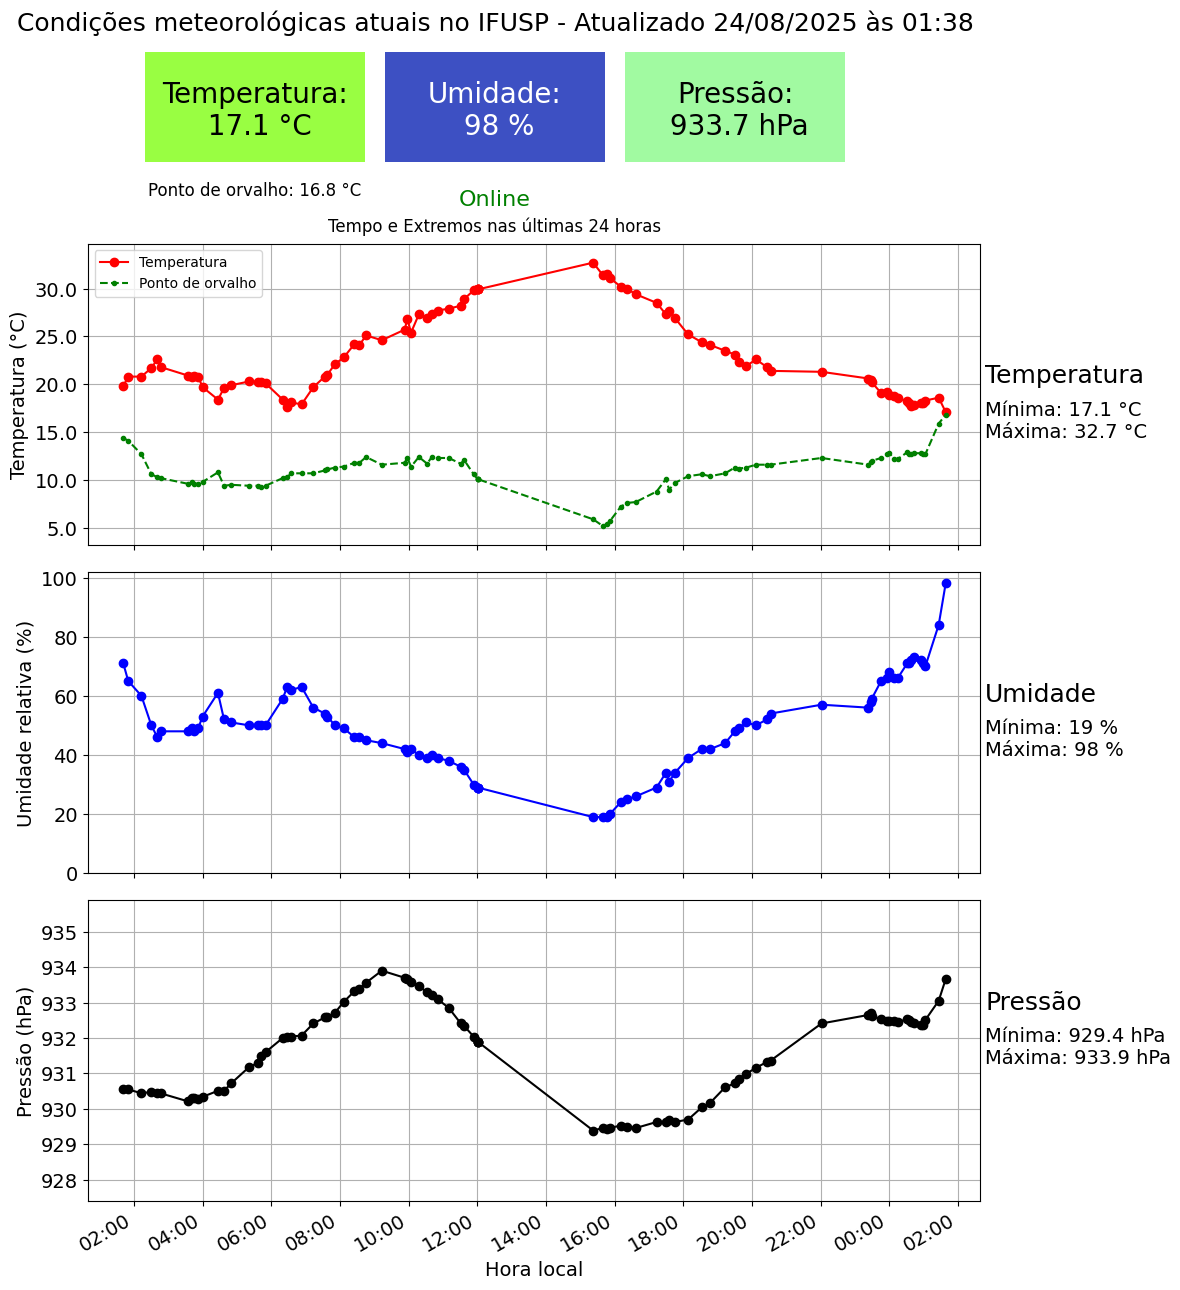 Condições meteorológicas atuais no IFUSP - Atualizado 24/08/2025 às 01:38
Temperatura:
17.1 °C
Umidade:
98 %
Pressão:
933.7 hPa
Ponto de orvalho: 16.8 °C
Online
Tempo e Extremos nas últimas 24 horas
Temperatura
Ponto de orvalho
Temperatura (°C)
30.0
25.0
20.0
15.0
10.0
5.0
Temperatura
Mínima: 17.1 °C
Máxima: 32.7 °C
Umidade relativa (%)
100
80
60
40
20
0
Umidade
Mínima: 19 %
Máxima: 98 %
Pressão (hPa)
935
934
933
932
931
930
929
928
Pressão
Mínima: 929.4 hPa
Máxima: 933.9 hPa
02:00 04:00 06:00 08:00 10:00 12:00 14:00 16:00 18:00 20:00 22:00 00:00 02:00
Hora local